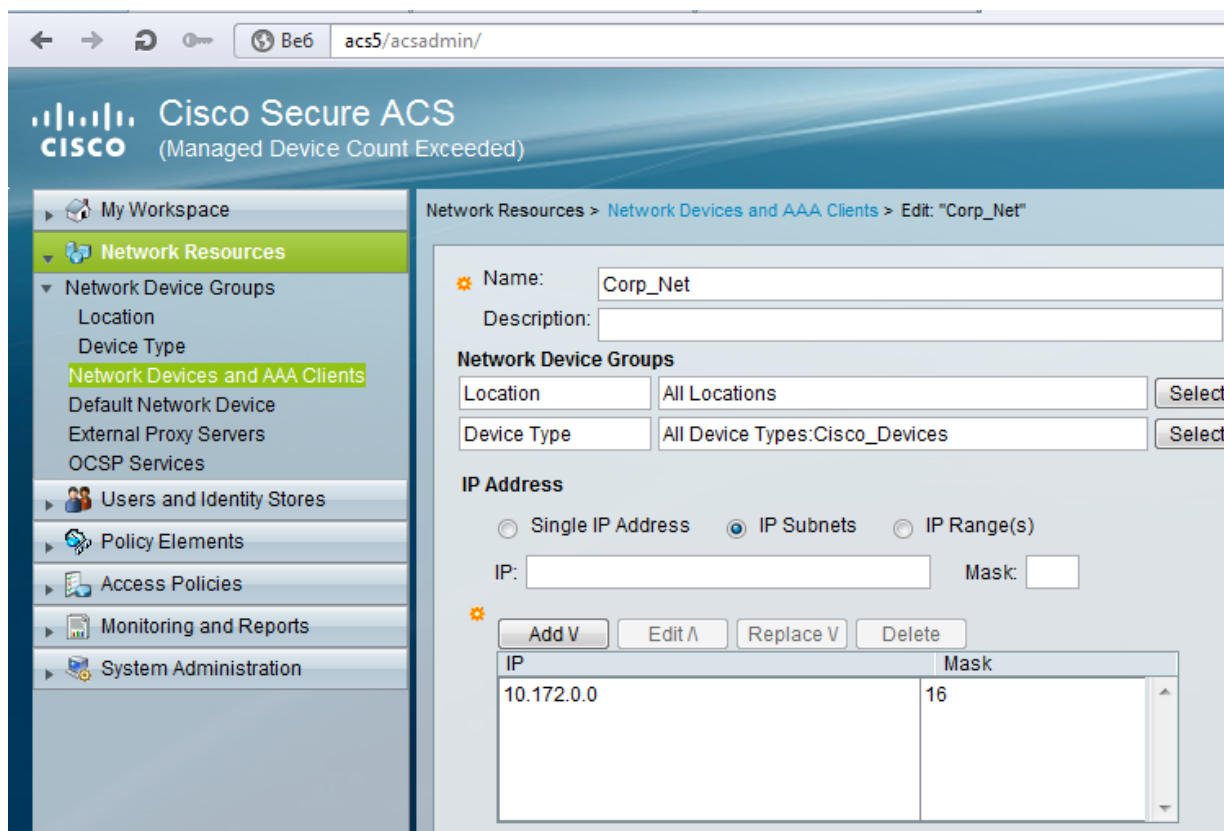 Веб acs5/acsadmin/
Cisco Secure ACS
CISCO (Managed Device Count Exceeded)
My Workspace
Network Resources
Network Device Groups
Location
Device Type
Network Devices and AAA Clients
Default Network Device
External Proxy Servers
OCSP Services
Users and Identity Stores
Policy Elements
Access Policies
Monitoring and Reports
System Administration
Network Resources > Network Devices and AAA Clients > Edit: "Corp_Net"
Name: Corp_Net
Description:
Network Device Groups
Location All Locations Select
Device Type All Device Types:Cisco_Devices Select
IP Address
Single IP Address IP Subnets IP Range(s)
IP: Mask:
Add V Edit Λ Replace V Delete
IP Mask
10.172.0.0 16